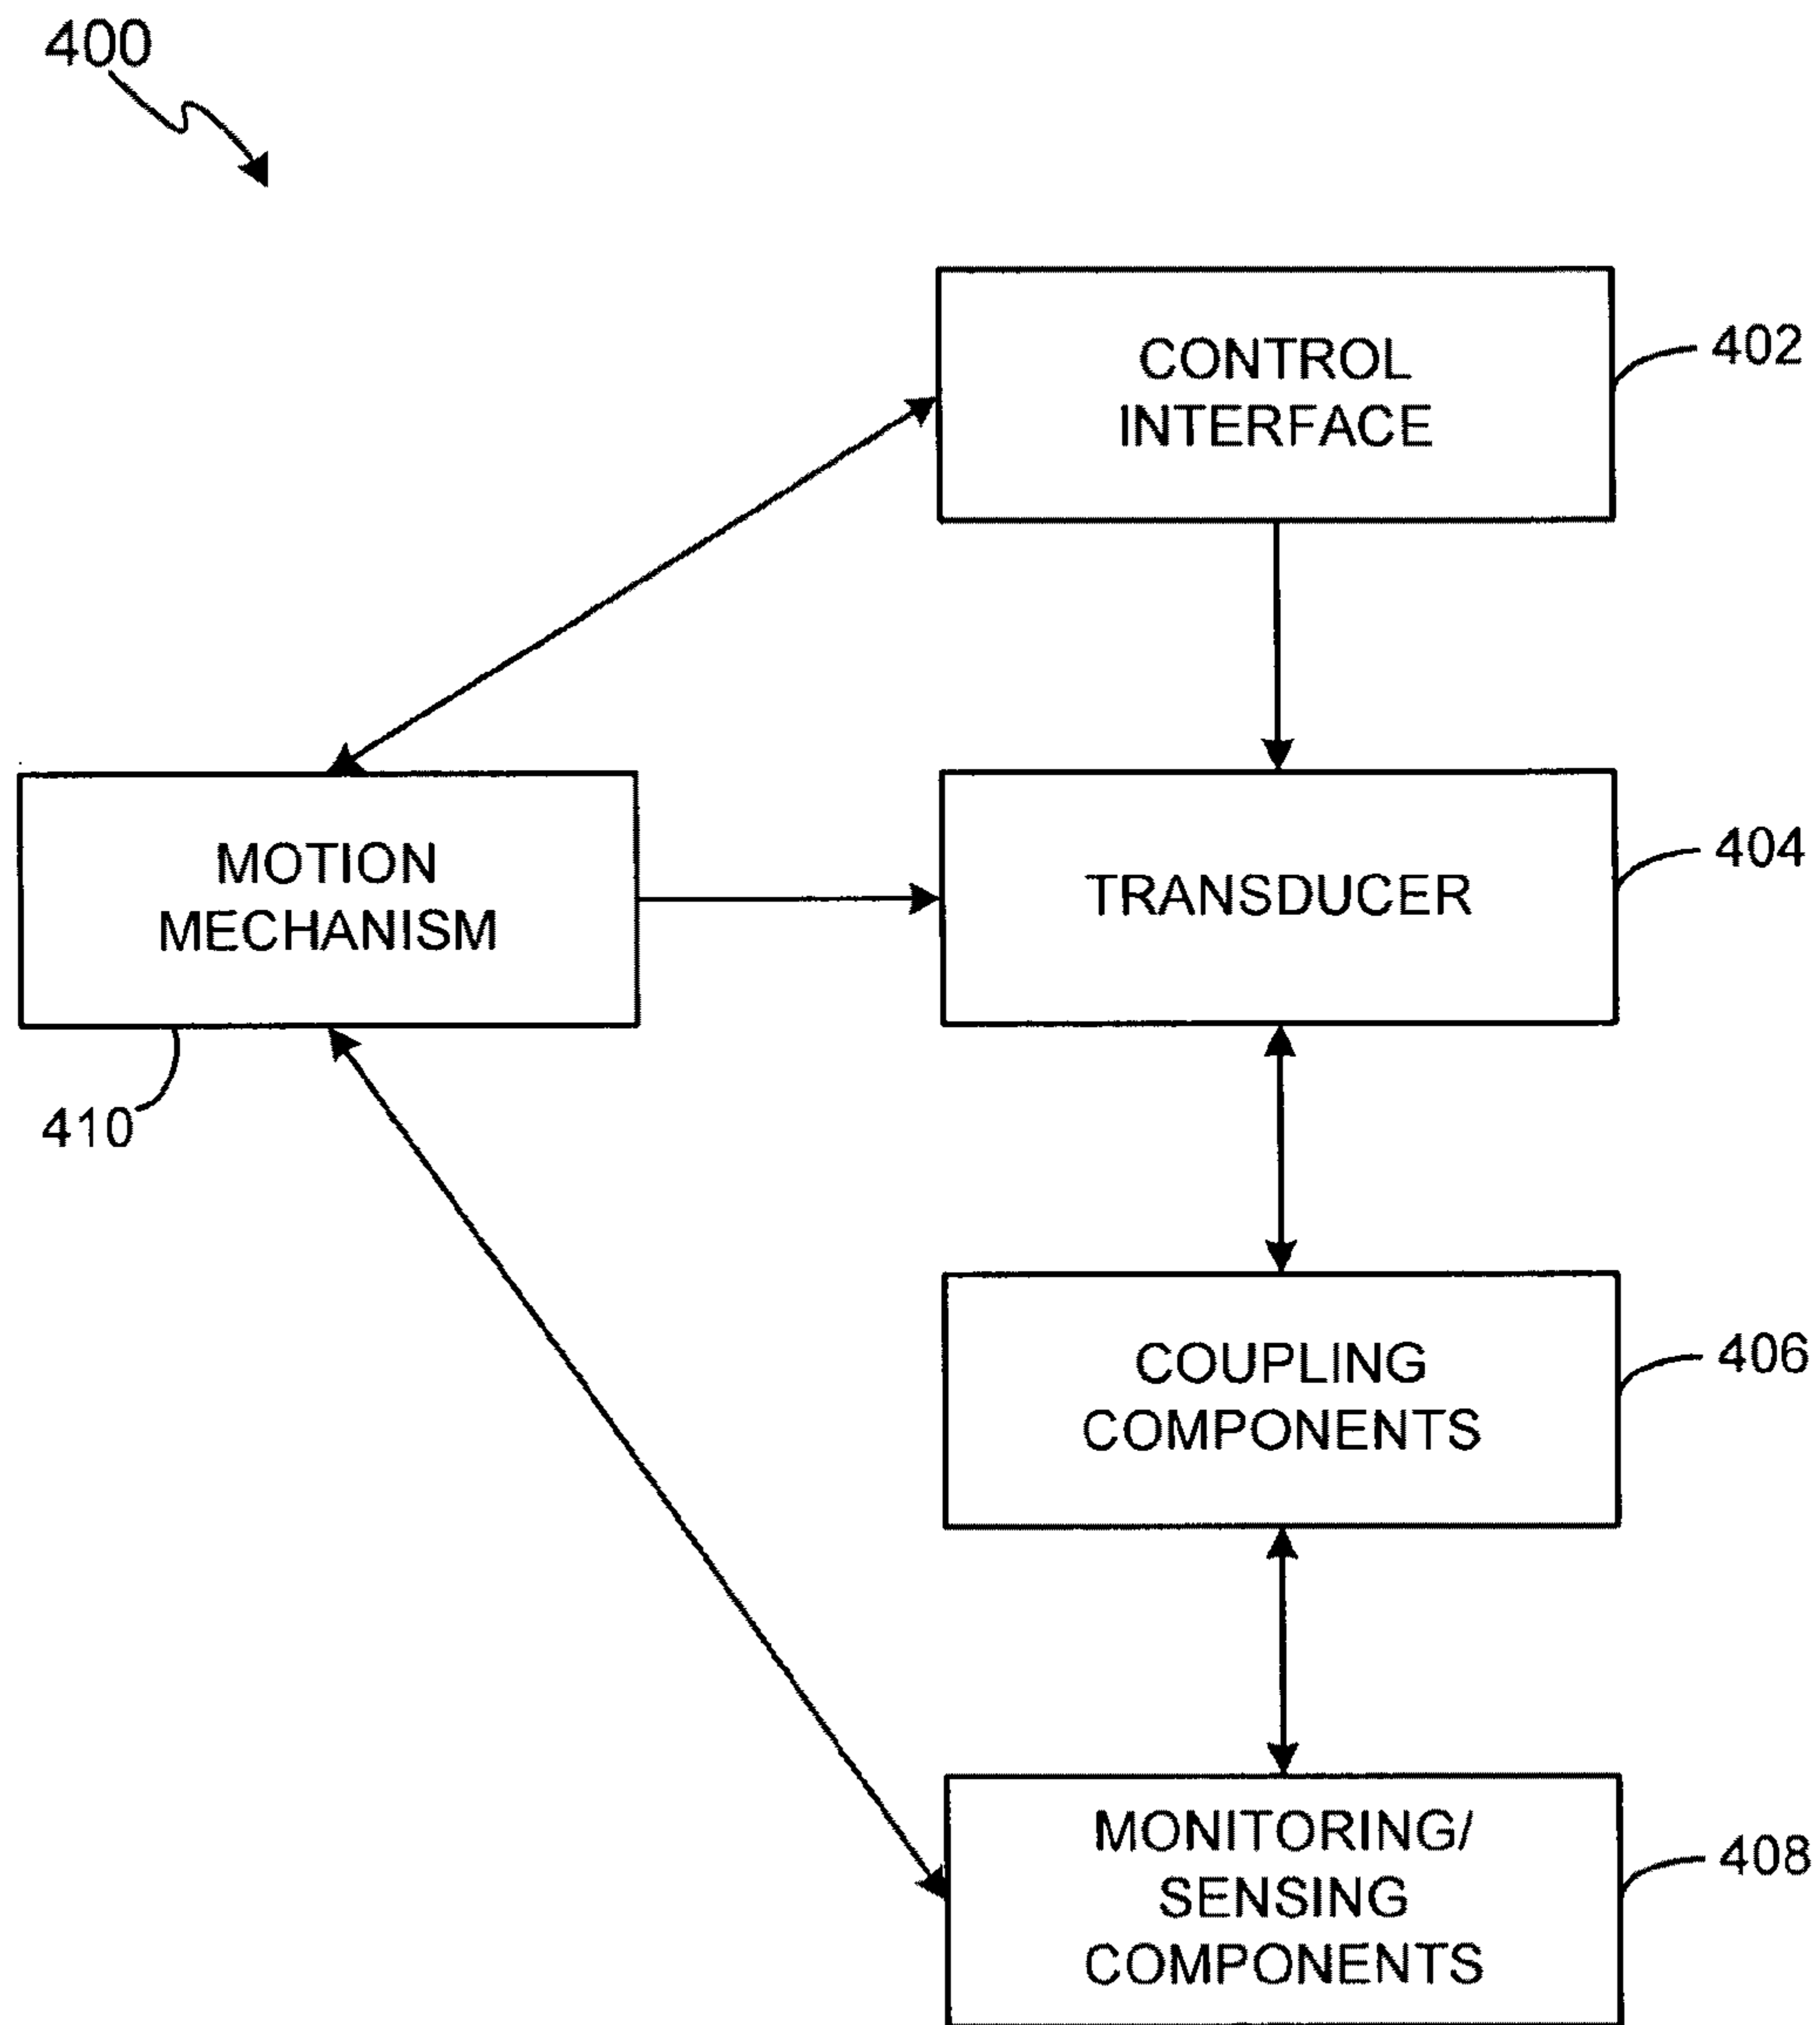 400
CONTROL
INTERFACE
402
MOTION
MECHANISM
410
TRANSDUCER
404
COUPLING
COMPONENTS
406
MONITORING/
SENSING
COMPONENTS
408